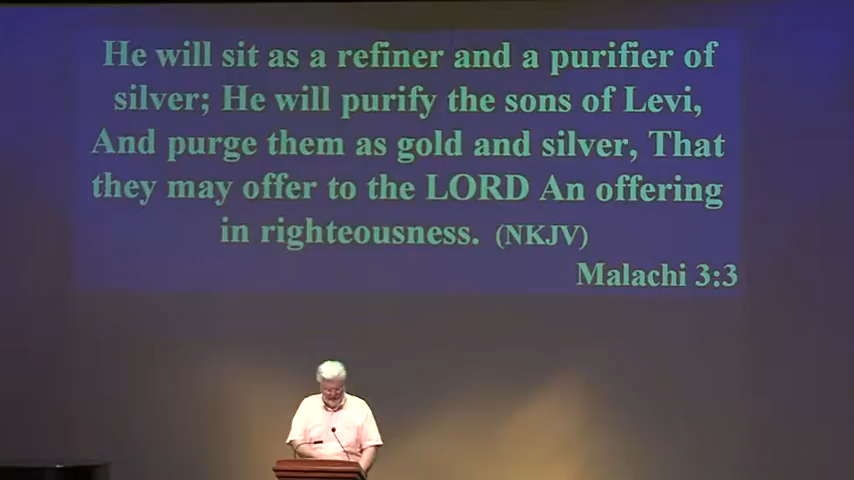 He will sit as a refiner and a purifier of
silver; He will purify the sons of Levi,
And purge them as gold and silver, That
they may offer to the LORD An offering
in righteousness. (NKJV)
Malachi 3:3